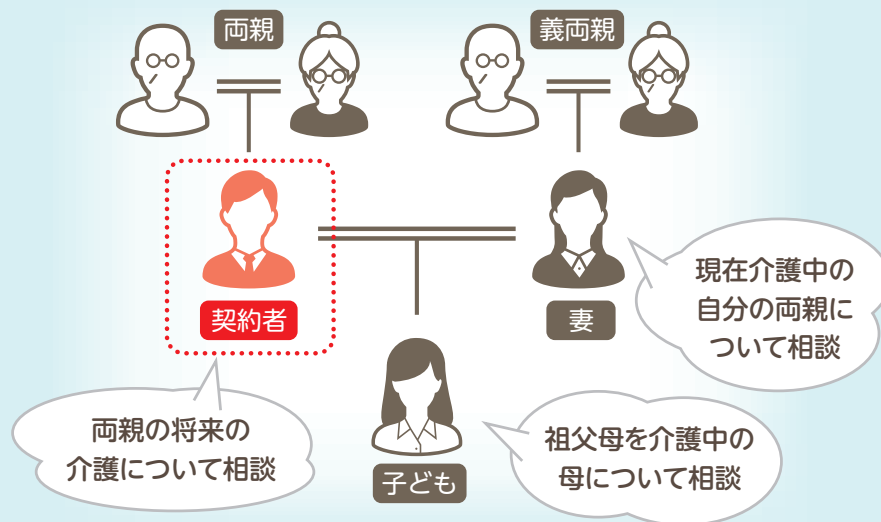 両親
義両親
契約者
妻
現在介護中の
自分の両親に
ついて相談
両親の将来の
介護について相談
子ども
祖父母を介護中の
母について相談